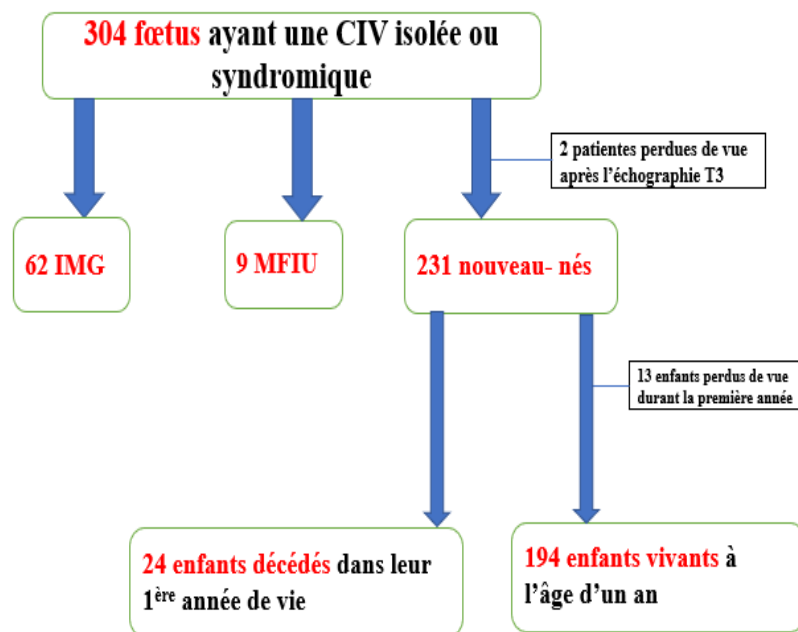 304 fœtus ayant une CIV isolée ou
syndromique
2 patientes perdues de vue
après l’échographie T3
62 IMG
9 MFIU
231 nouveau- nés
13 enfants perdus de vue
durant la première année
24 enfants décédés dans leur
1ère année de vie
194 enfants vivants à
l’âge d’un an